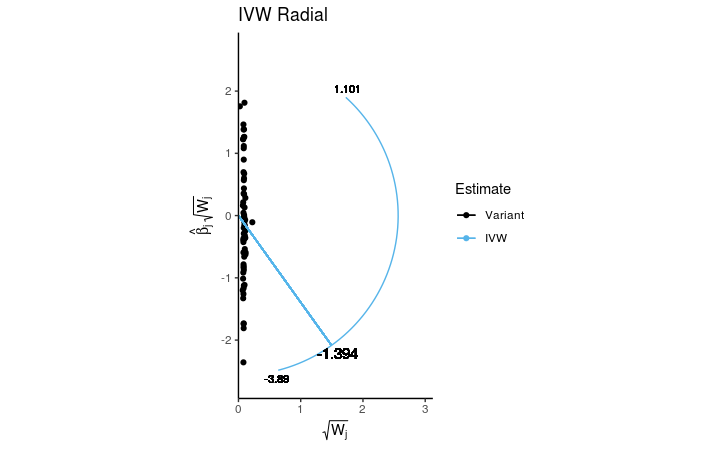 IVW Radial
β̂j√Wj
2
1
0
-1
-2
1.101
-1.394
-3.89
0 1 2 3
√Wj
Estimate
Variant
IVW